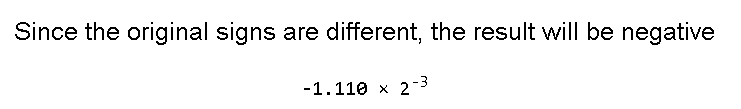 Since the original signs are different, the result will be negative
-1.110 × 2⁻³